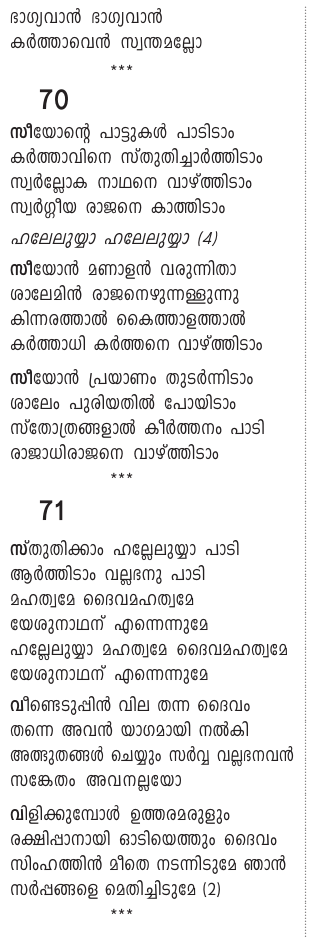 ഭാഗ്യവാൻ ഭാഗ്യവാൻ
കർത്താവെൻ സ്വന്തമല്ലോ
***
70
സീയോന്റെ പാട്ടുകൾ പാടിടാം
കർത്താവിനെ സ്തുതിച്ചാർത്തിടാം
സ്വർല്ലോക നാഥനെ വാഴ്ത്തിടാം
സ്വർഗ്ഗീയ രാജനെ കാത്തിടാം
ഹലേലുയ്യാ ഹലേലുയ്യാ (4)
സീയോൻ മണാളൻ വരുന്നിതാ
ശാലേമിൻ രാജനെഴുന്നള്ളുന്നു
കിന്നരത്താൽ കൈത്താളത്താൽ
കർത്താധി കർത്തനെ വാഴ്ത്തിടാം
സീയോൻ പ്രയാണം തുടർന്നിടാം
ശാലേം പുരിയതിൽ പോയിടാം
സ്തോത്രങ്ങളാൽ കീർത്തനം പാടി
രാജാധിരാജനെ വാഴ്ത്തിടാം
***
71
സ്തുതിക്കാം ഹല്ലേലുയ്യാ പാടി
ആർത്തിടാം വല്ലഭനു പാടി
മഹത്വമേ ദൈവമഹത്വമേ
യേശുനാഥന് എന്നെന്നുമേ
ഹല്ലേലുയ്യാ മഹത്വമേ ദൈവമഹത്വമേ
യേശുനാഥന് എന്നെന്നുമേ
വീണ്ടെടുപ്പിൻ വില തന്ന ദൈവം
തന്നെ അവൻ യാഗമായി നൽകി
അത്ഭുതങ്ങൾ ചെയ്യും സർവ്വ വല്ലഭനവൻ
സങ്കേതം അവനല്ലയോ
വിളിക്കുമ്പോൾ ഉത്തരമരുളും
രക്ഷിപ്പാനായി ഓടിയെത്തും ദൈവം
സിംഹത്തിൻ മീതെ നടന്നിടുമേ ഞാൻ
സർപ്പങ്ങളെ മെതിച്ചിടുമേ (2)
***